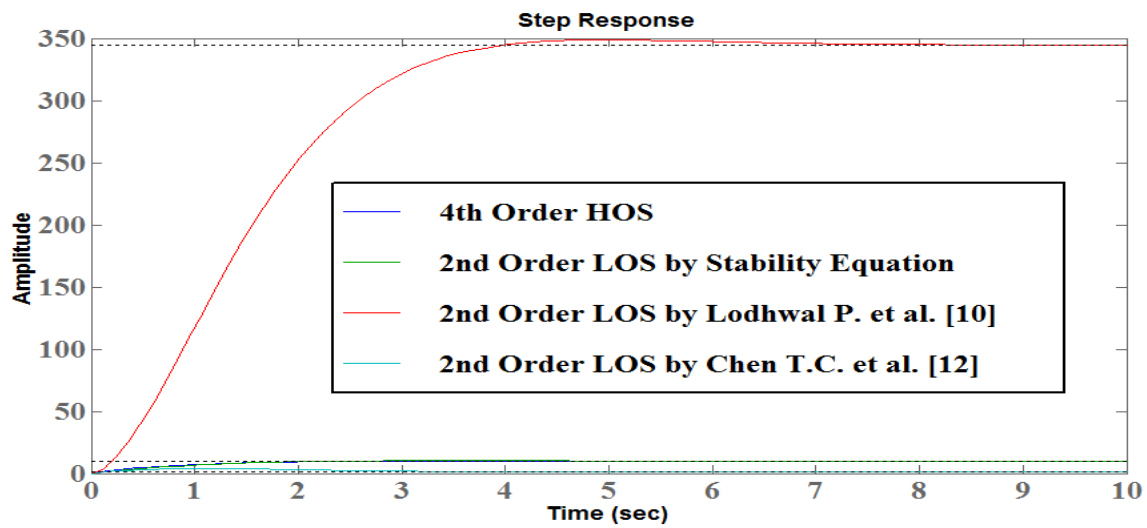 Step Response
350
300
250
200
150
100
50
0
Amplitude
4th Order HOS
2nd Order LOS by Stability Equation
2nd Order LOS by Lodhwal P. et al. [10]
2nd Order LOS by Chen T.C. et al. [12]
0 1 2 3 4 5 6 7 8 9 10
Time (sec)